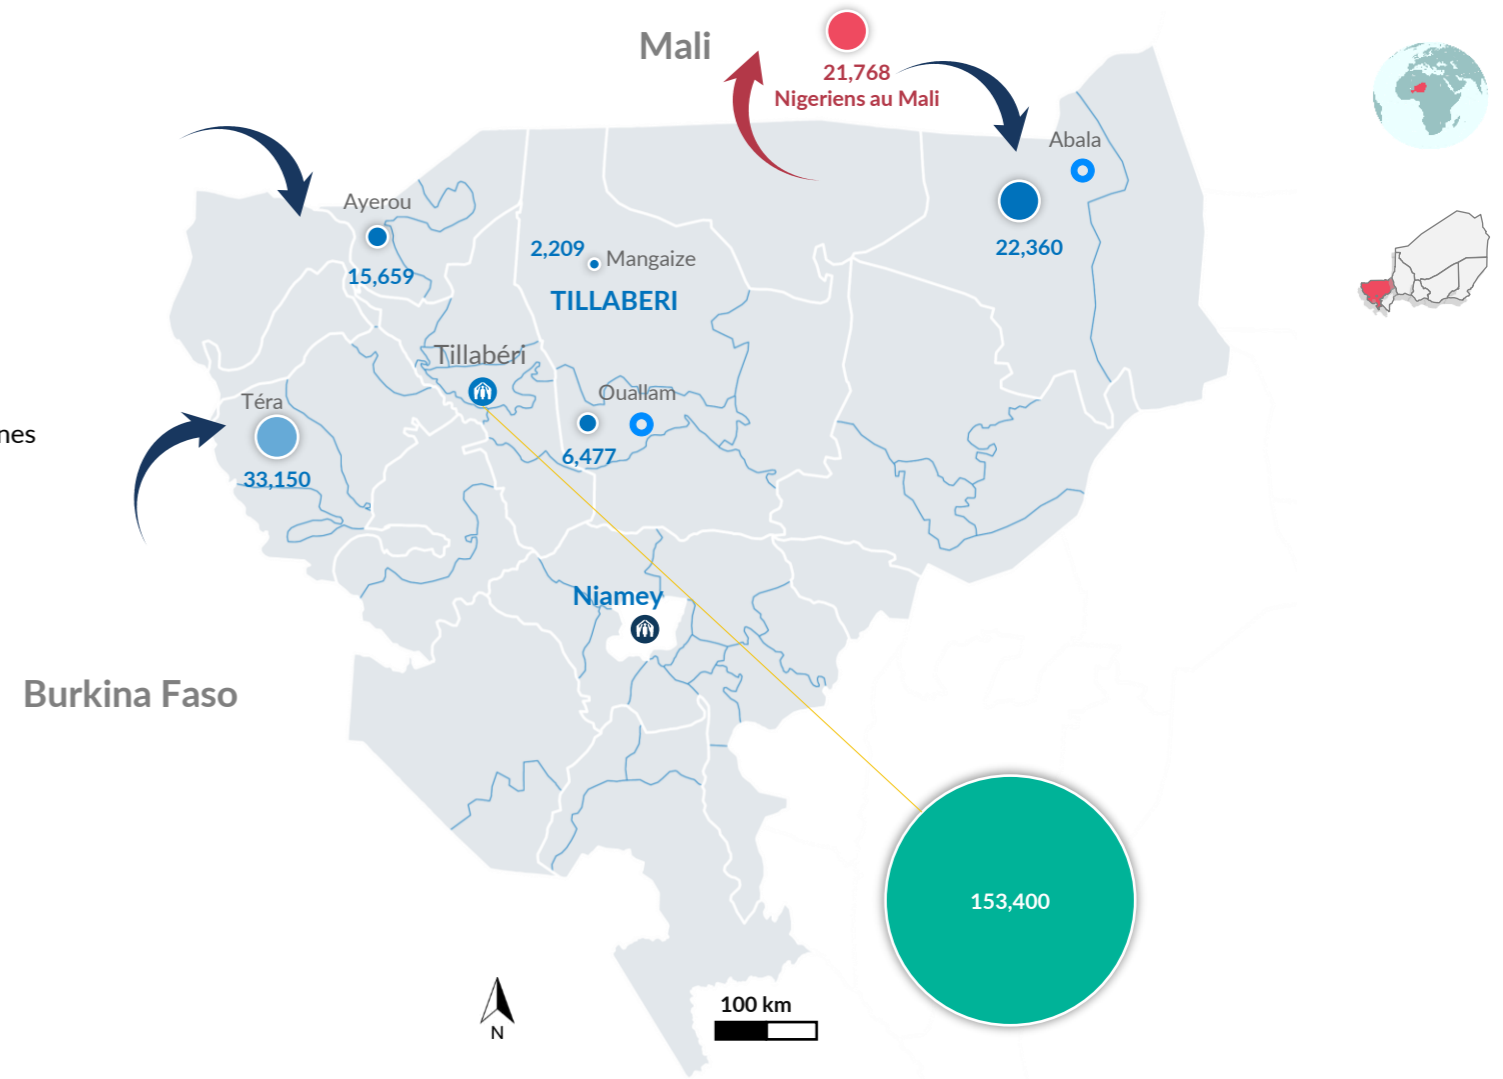 Mali
21,768
Nigeriens au Mali
Abala
22,360
Ayerou
15,659
2,209
Mangaize
TILLABERI
Tillabéri
Téra
33,150
Ouallam
6,477
nes
Niamey
Burkina Faso
153,400
100 km
N